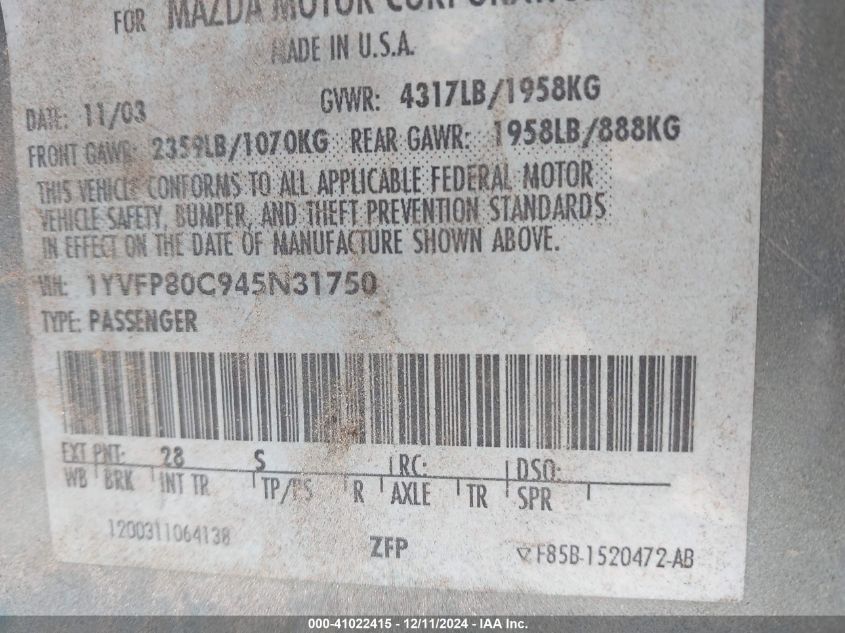 FOR MAZDA MOTOR CORPORATION
MADE IN U.S.A.
DATE: 11/03 GVWR: 4317LB/1958KG
FRONT GAWR: 2359LB/1070KG REAR GAWR: 1958LB/888KG
THIS VEHICLE CONFORMS TO ALL APPLICABLE FEDERAL MOTOR
VEHICLE SAFETY, BUMPER, AND THEFT PREVENTION STANDARDS
IN EFFECT ON THE DATE OF MANUFACTURE SHOWN ABOVE.
VIN: 1YVFP80C945N31750
TYPE: PASSENGER
EXT PNT: 28 S RC: DSO:
WB BRK INT TR TP/PS R AXLE TR SPR
1200311064138 ZFP F85B-1520472-AB
000-41022415 - 12/11/2024 - IAA Inc.